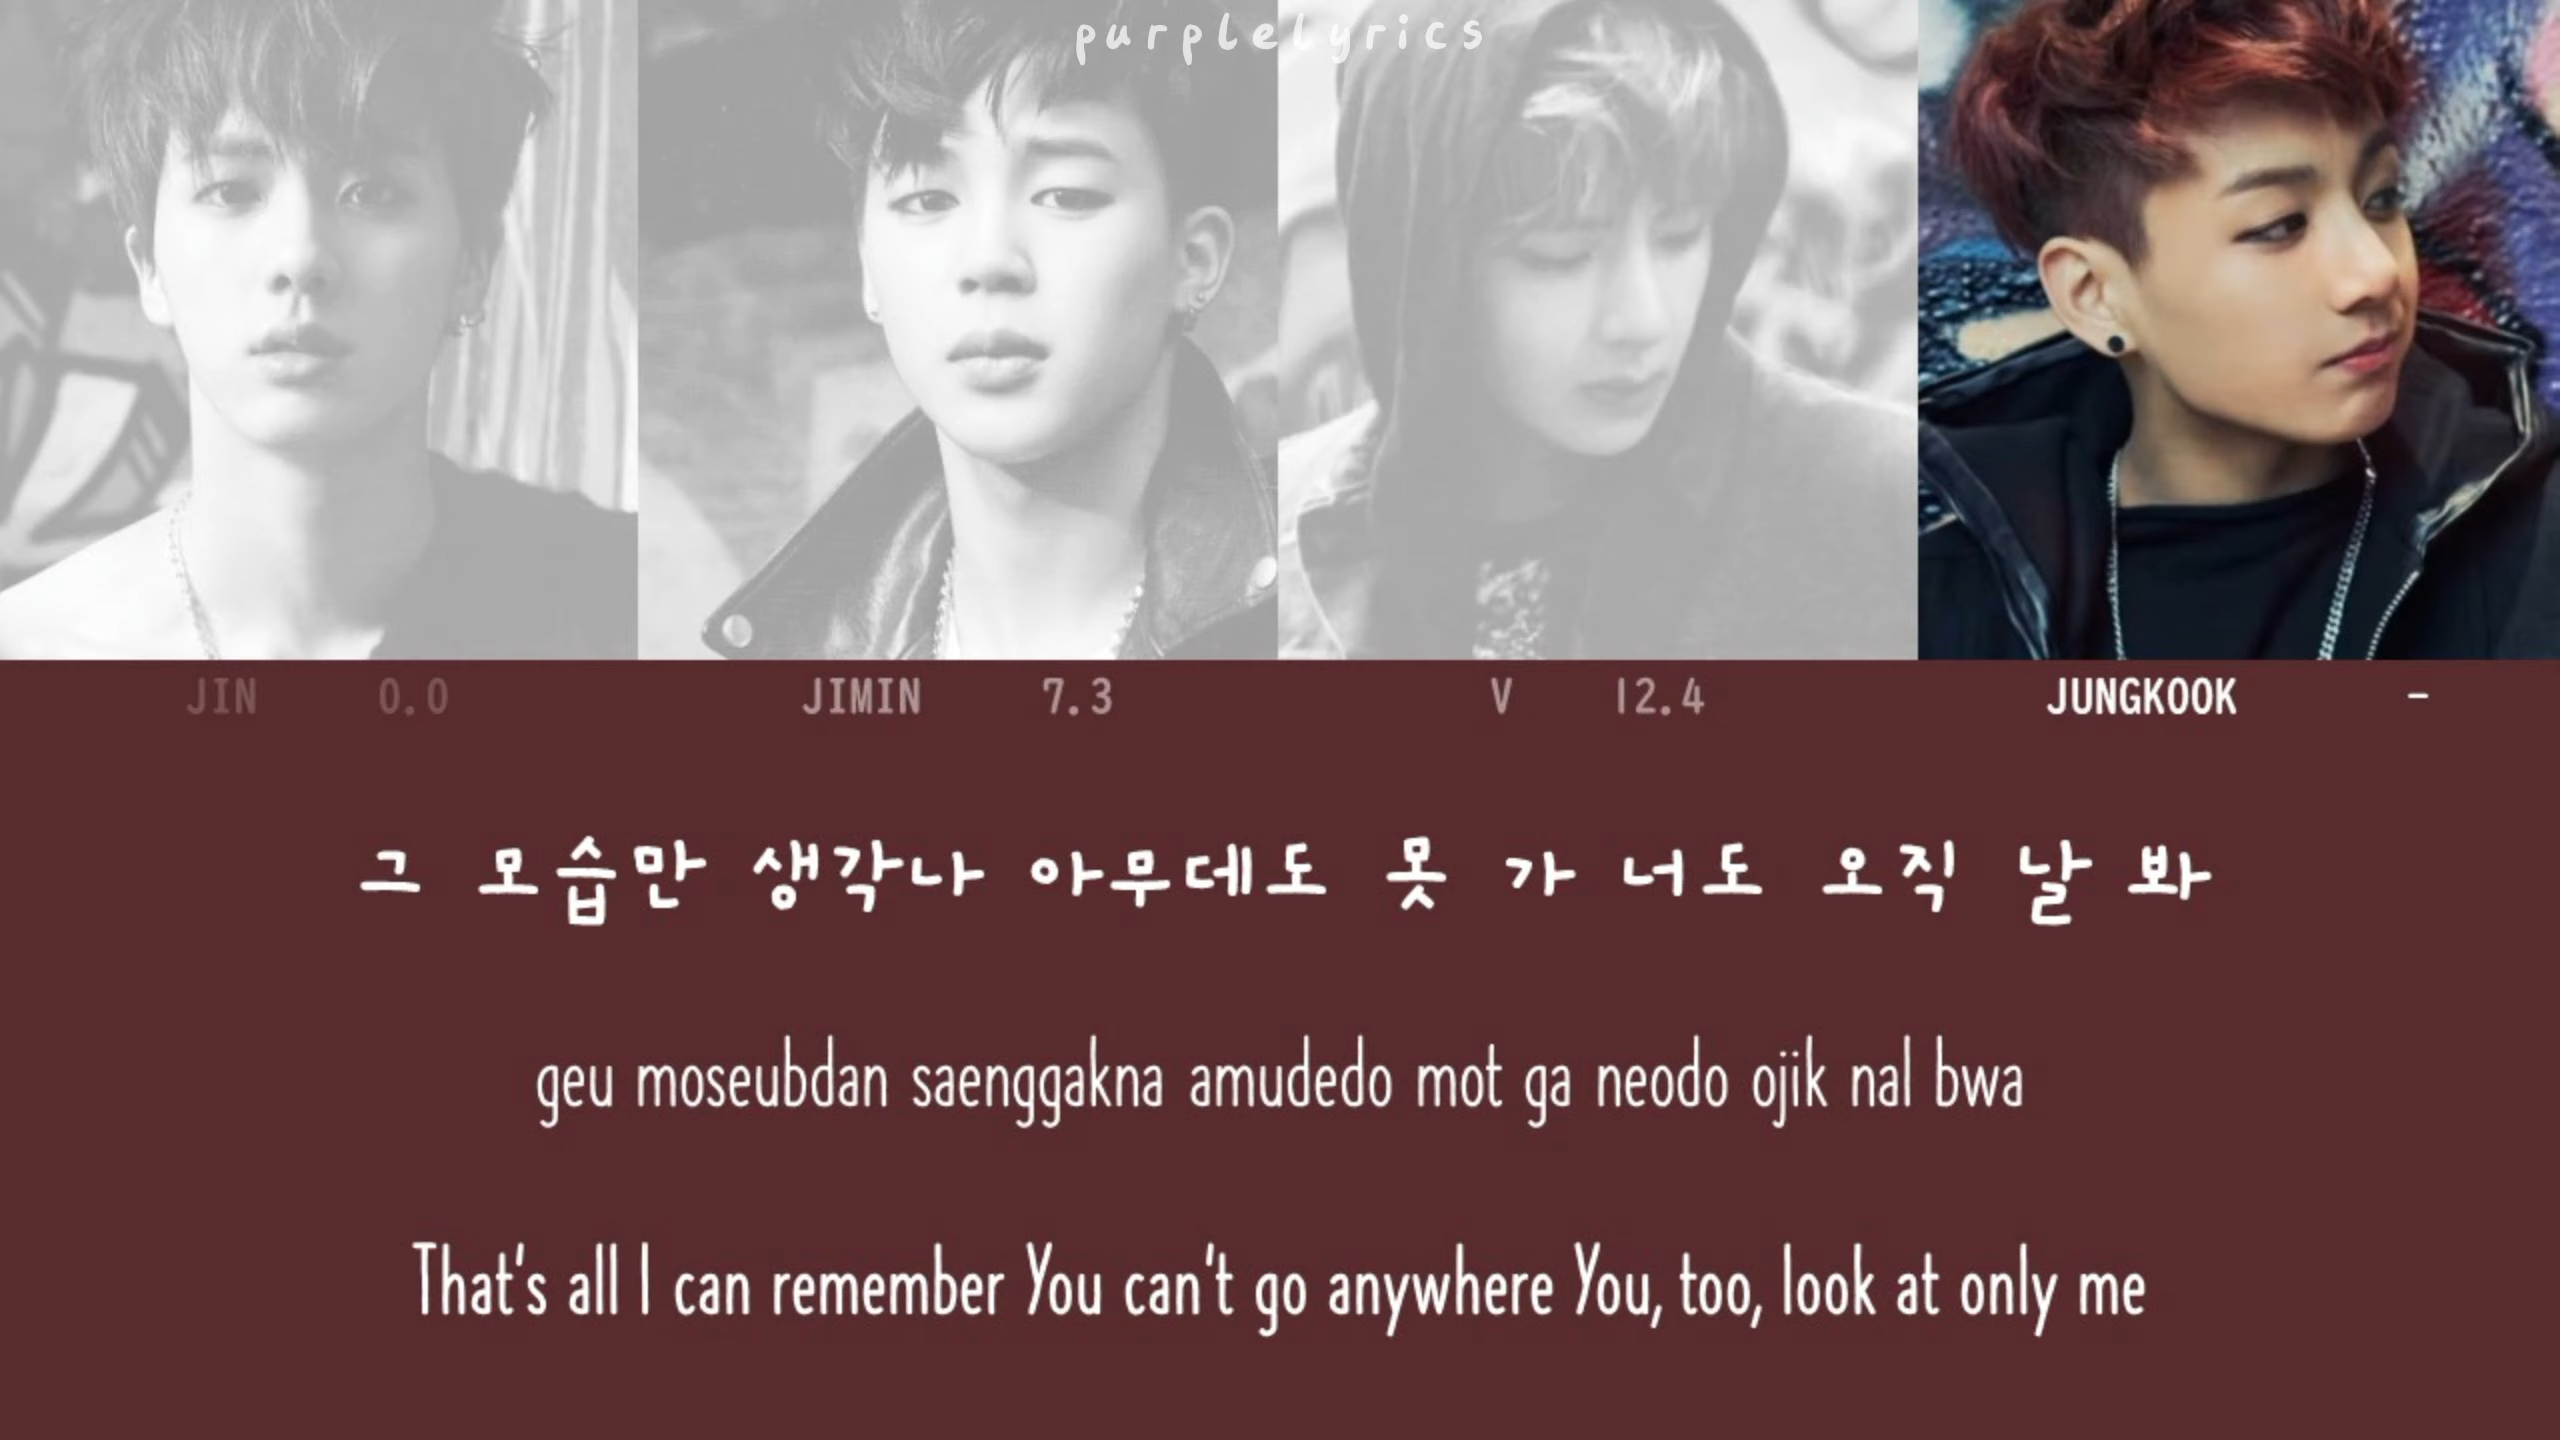 purplelyrics
JIN 0.0 JIMIN 7.3 V 12.4 JUNGKOOK -
그 모습만 생각나 아무데도 못 가 너도 오직 날 봐
geu moseubdan saenggakna amudedo mot ga neodo ojik nal bwa
That's all I can remember You can't go anywhere You, too, look at only me